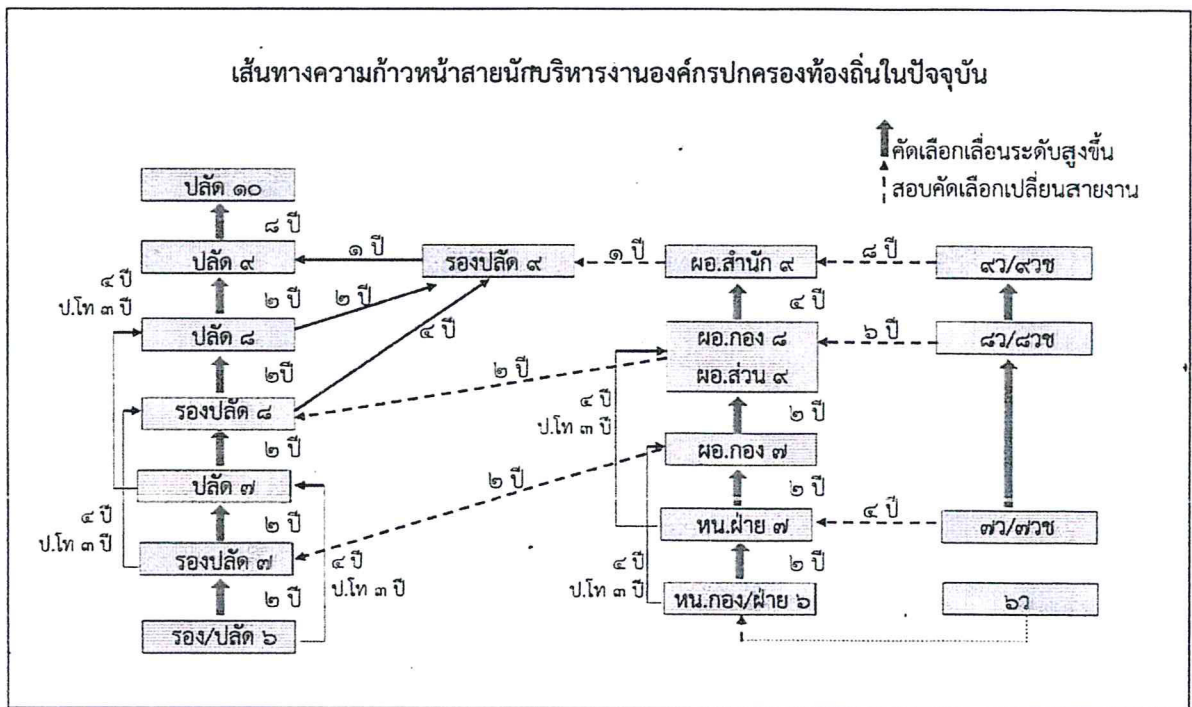 เส้นทางความก้าวหน้าสายนักบริหารงานองค์กรปกครองท้องถิ่นในปัจจุบัน
คัดเลือกเลื่อนระดับสูงขึ้น
สอบคัดเลือกเปลี่ยนสายงาน
ปลัด ๑๐
๘ ปี
ปลัด ๙
๑ ปี
รองปลัด ๙
๑ ปี
ผอ.สำนัก ๙
๘ ปี
๙ว/๙วช
๔ ปี
ป.โท ๓ ปี
๒ ปี
๒ ปี
๔ ปี
๔ ปี
ปลัด ๘
ผอ.กอง ๘
ผอ.ส่วน ๙
๖ ปี
๘ว/๘วช
๒ปี
๒ ปี
รองปลัด ๘
๔ ปี
ป.โท ๓ ปี
๒ ปี
๒ ปี
ผอ.กอง ๗
ปลัด ๗
๒ ปี
๒ ปี
๔ ปี
ป.โท ๓ ปี
๒ ปี
หน.ฝ่าย ๗
๔ ปี
๗ว/๗วช
รองปลัด ๗
๔ ปี
ป.โท ๓ ปี
๔ ปี
ป.โท ๓ ปี
๒ ปี
๒ ปี
รอง/ปลัด ๖
หน.กอง/ฝ่าย ๖
๖ว